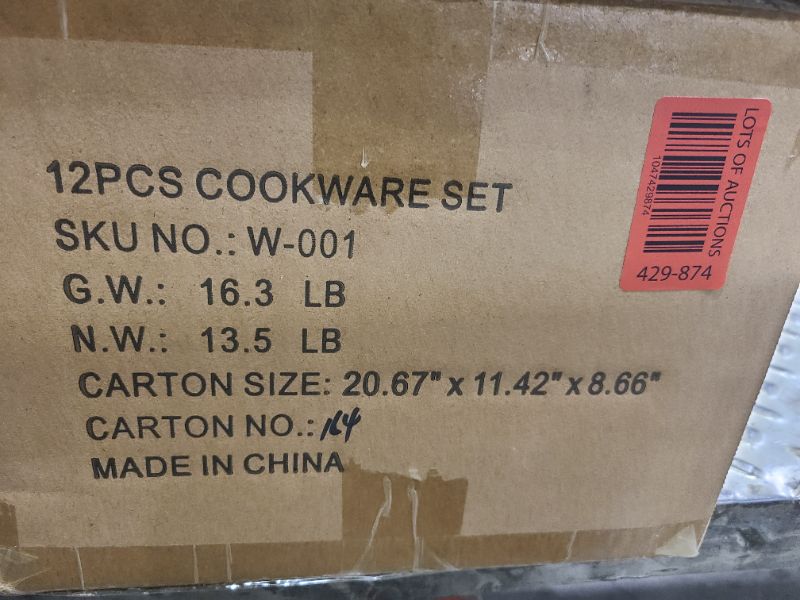 12PCS COOKWARE SET
SKU NO.: W-001
G.W.: 16.3 LB
N.W.: 13.5 LB
CARTON SIZE: 20.67" x 11.42" x 8.66"
CARTON NO.: 164
MADE IN CHINA
LOTS OF AUCTIONS
1047429874
429-874